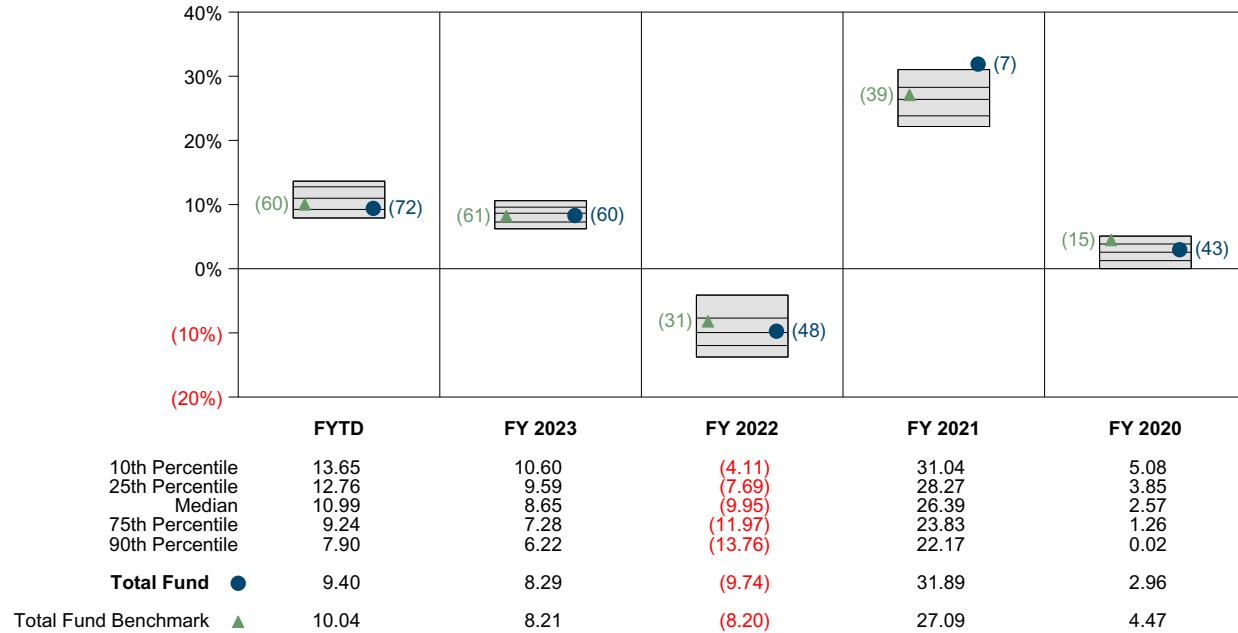 40%
30%
(7)
(39)
20%
10%
(60)
(72)
(61)
(60)
(15)
(43)
0%
(31)
(48)
(10%)
(20%)
FYTD FY 2023 FY 2022 FY 2021 FY 2020
10th Percentile 13.65 10.60 (4.11) 31.04 5.08
25th Percentile 12.76 9.59 (7.69) 28.27 3.85
Median 10.99 8.65 (9.95) 26.39 2.57
75th Percentile 9.24 7.28 (11.97) 23.83 1.26
90th Percentile 7.90 6.22 (13.76) 22.17 0.02
Total Fund 9.40 8.29 (9.74) 31.89 2.96
Total Fund Benchmark 10.04 8.21 (8.20) 27.09 4.47